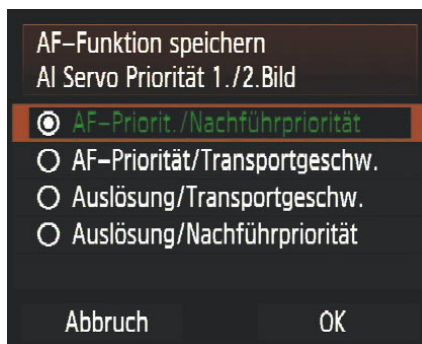 AF-Funktion speichern
AI Servo Priorität 1./2.Bild
AF-Priorit./Nachführpriorität
AF-Priorität/Transportgeschw.
Auslösung/Transportgeschw.
Auslösung/Nachführpriorität
Abbruch OK